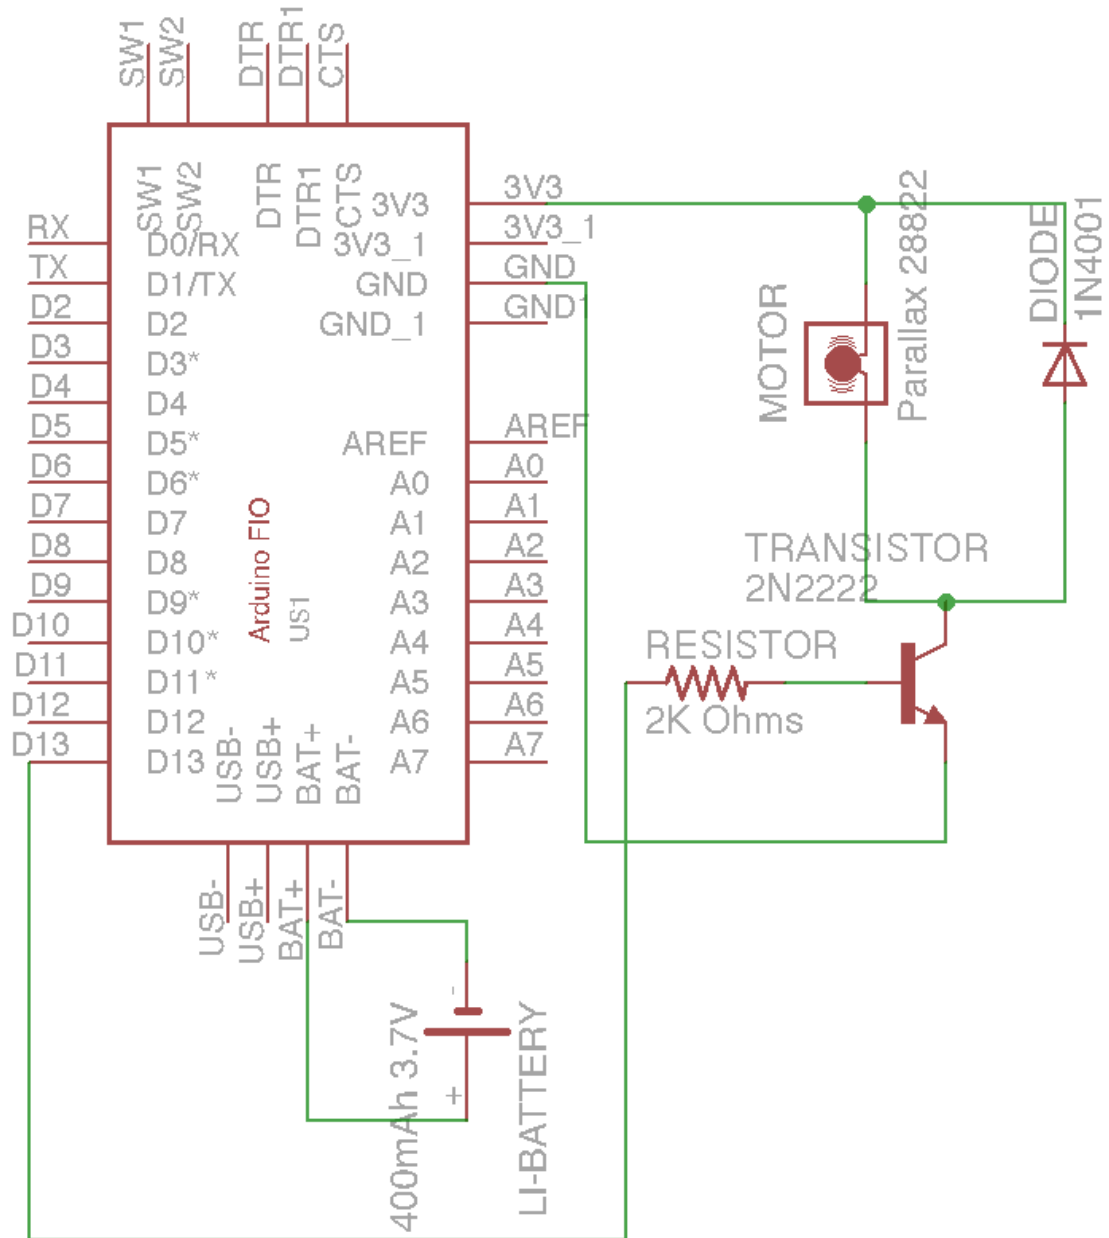 SW1
SW2
DTR
DTR1
CTS
SW1
SW2
DTR
DTR1
CTS
RX
TX
D2
D3
D4
D5
D6
D7
D8
D9
D10
D11
D12
D13
D0/RX
D1/TX
D2
D3*
D4
D5*
D6*
D7
D8
D9*
D10*
D11*
D12
D13
Arduino FIO
US1
3V3
3V3_1
GND
GND_1
AREF
A0
A1
A2
A3
A4
A5
A6
A7
3V3
3V3_1
GND
GND1
AREF
A0
A1
A2
A3
A4
A5
A6
A7
USB-
USB+
BAT+
BAT-
USB-
USB+
BAT+
BAT-
MOTOR
Parallax 28822
DIODE
1N4001
TRANSISTOR
2N2222
RESISTOR
2K Ohms
400mAh 3.7V
-
+
LI-BATTERY